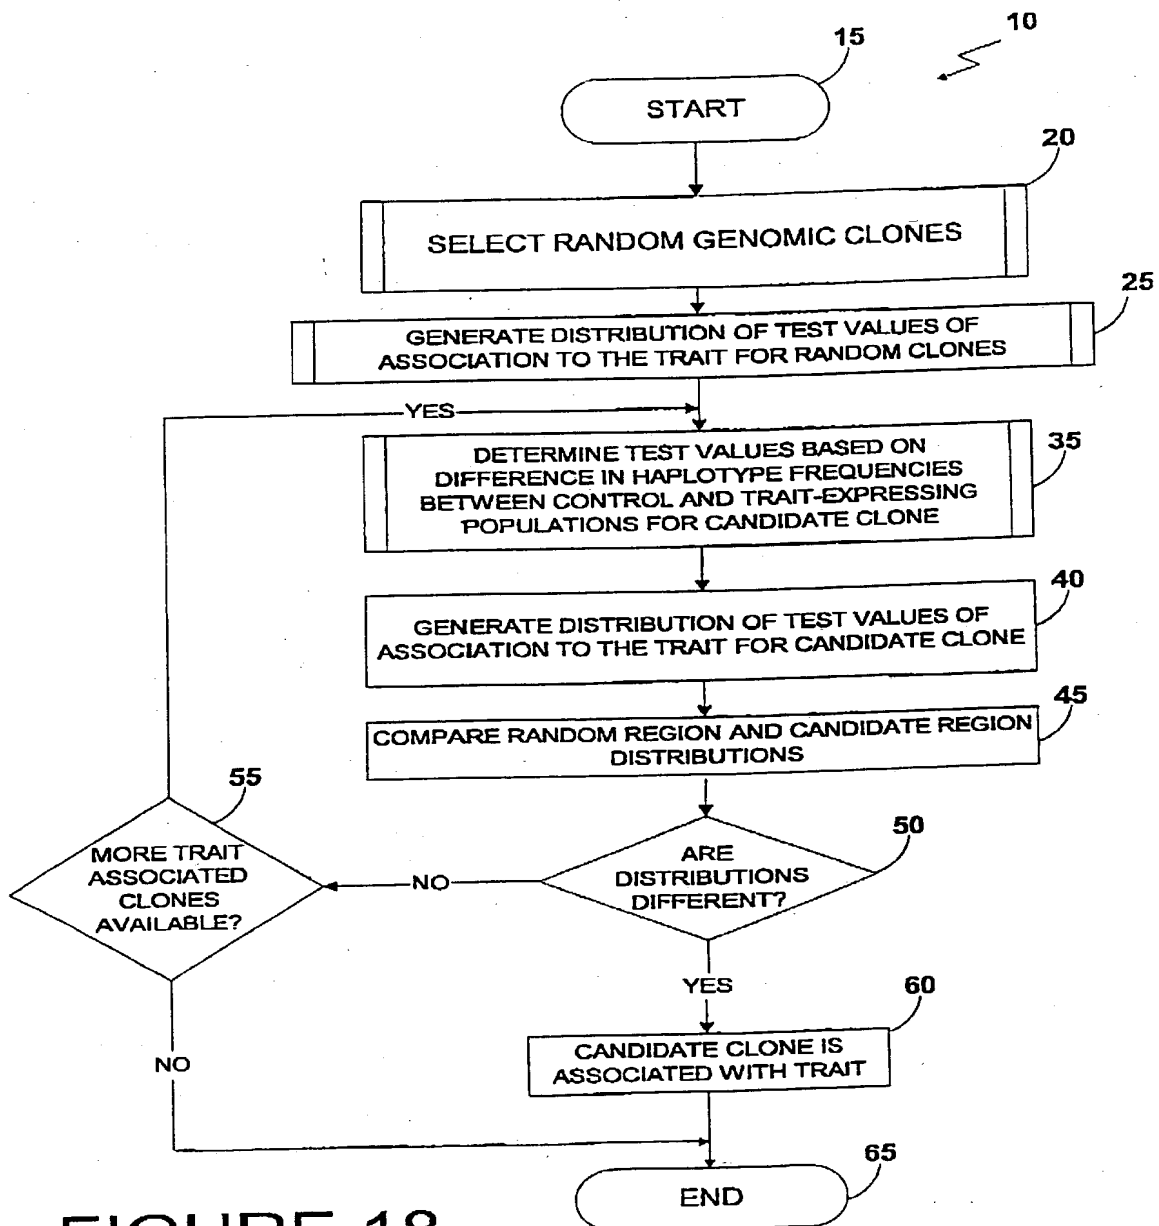 10
15
START
20
SELECT RANDOM GENOMIC CLONES
25
GENERATE DISTRIBUTION OF TEST VALUES OF
ASSOCIATION TO THE TRAIT FOR RANDOM CLONES
YES
35
DETERMINE TEST VALUES BASED ON
DIFFERENCE IN HAPLOTYPE FREQUENCIES
BETWEEN CONTROL AND TRAIT-EXPRESSING
POPULATIONS FOR CANDIDATE CLONE
40
GENERATE DISTRIBUTION OF TEST VALUES OF
ASSOCIATION TO THE TRAIT FOR CANDIDATE CLONE
45
COMPARE RANDOM REGION AND CANDIDATE REGION
DISTRIBUTIONS
55
MORE TRAIT
ASSOCIATED
CLONES
AVAILABLE?
NO
50
ARE
DISTRIBUTIONS
DIFFERENT?
YES
60
NO
CANDIDATE CLONE IS
ASSOCIATED WITH TRAIT
65
END
FIGURE 18